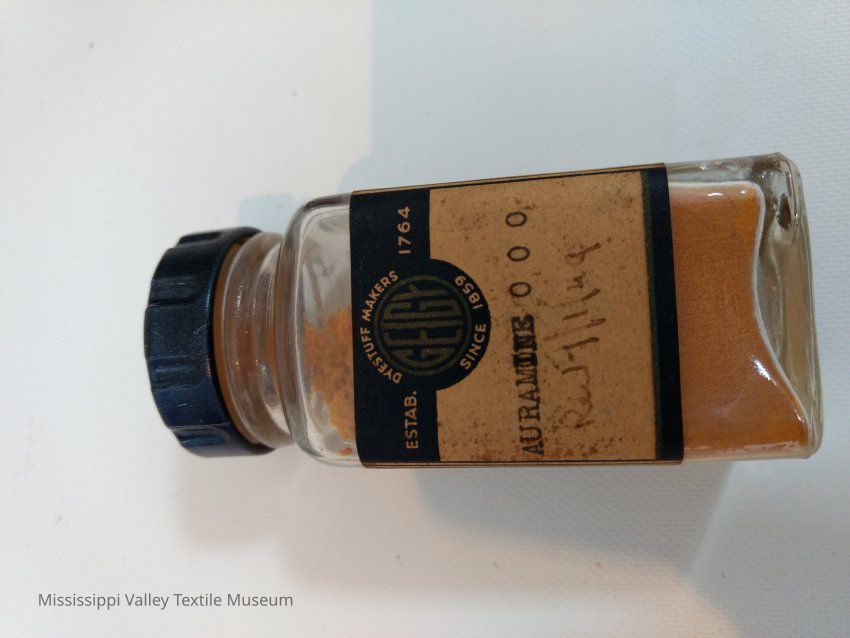 ESTAB. 1764
DYESTUFF MAKERS
GEIGY
SINCE 1859
AURAMINE O O O
Mississippi Valley Textile Museum